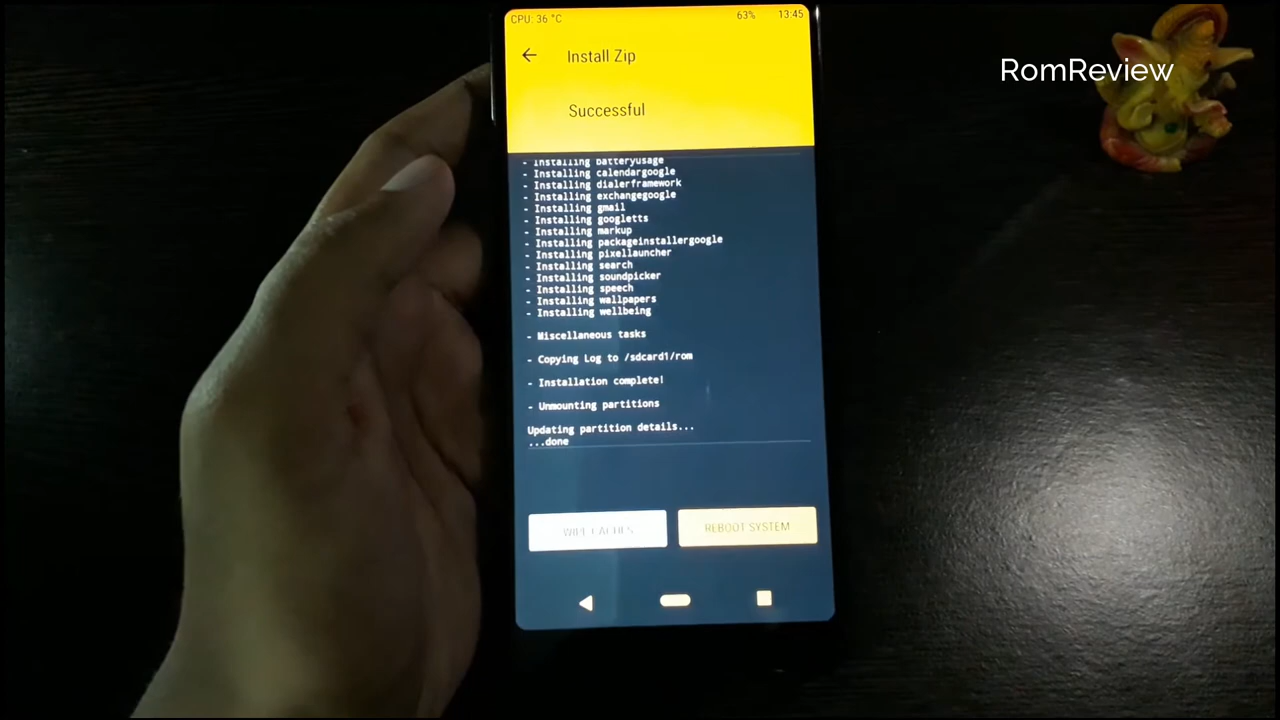 CPU: 36 °C 63% 13:45
Install Zip
Successful
RomReview
- Installing batteryusage
- Installing calendargoogle
- Installing dialerframework
- Installing exchangegoogle
- Installing gmail
- Installing googletts
- Installing markup
- Installing packageinstallergoogle
- Installing pixellauncher
- Installing search
- Installing soundpicker
- Installing speech
- Installing wallpapers
- Installing wellbeing
- Miscellaneous tasks
- Copying Log to /sdcard1/rom
- Installation complete!
- Unmounting partitions
Updating partition details...
...done
WIPE CACHES
REBOOT SYSTEM